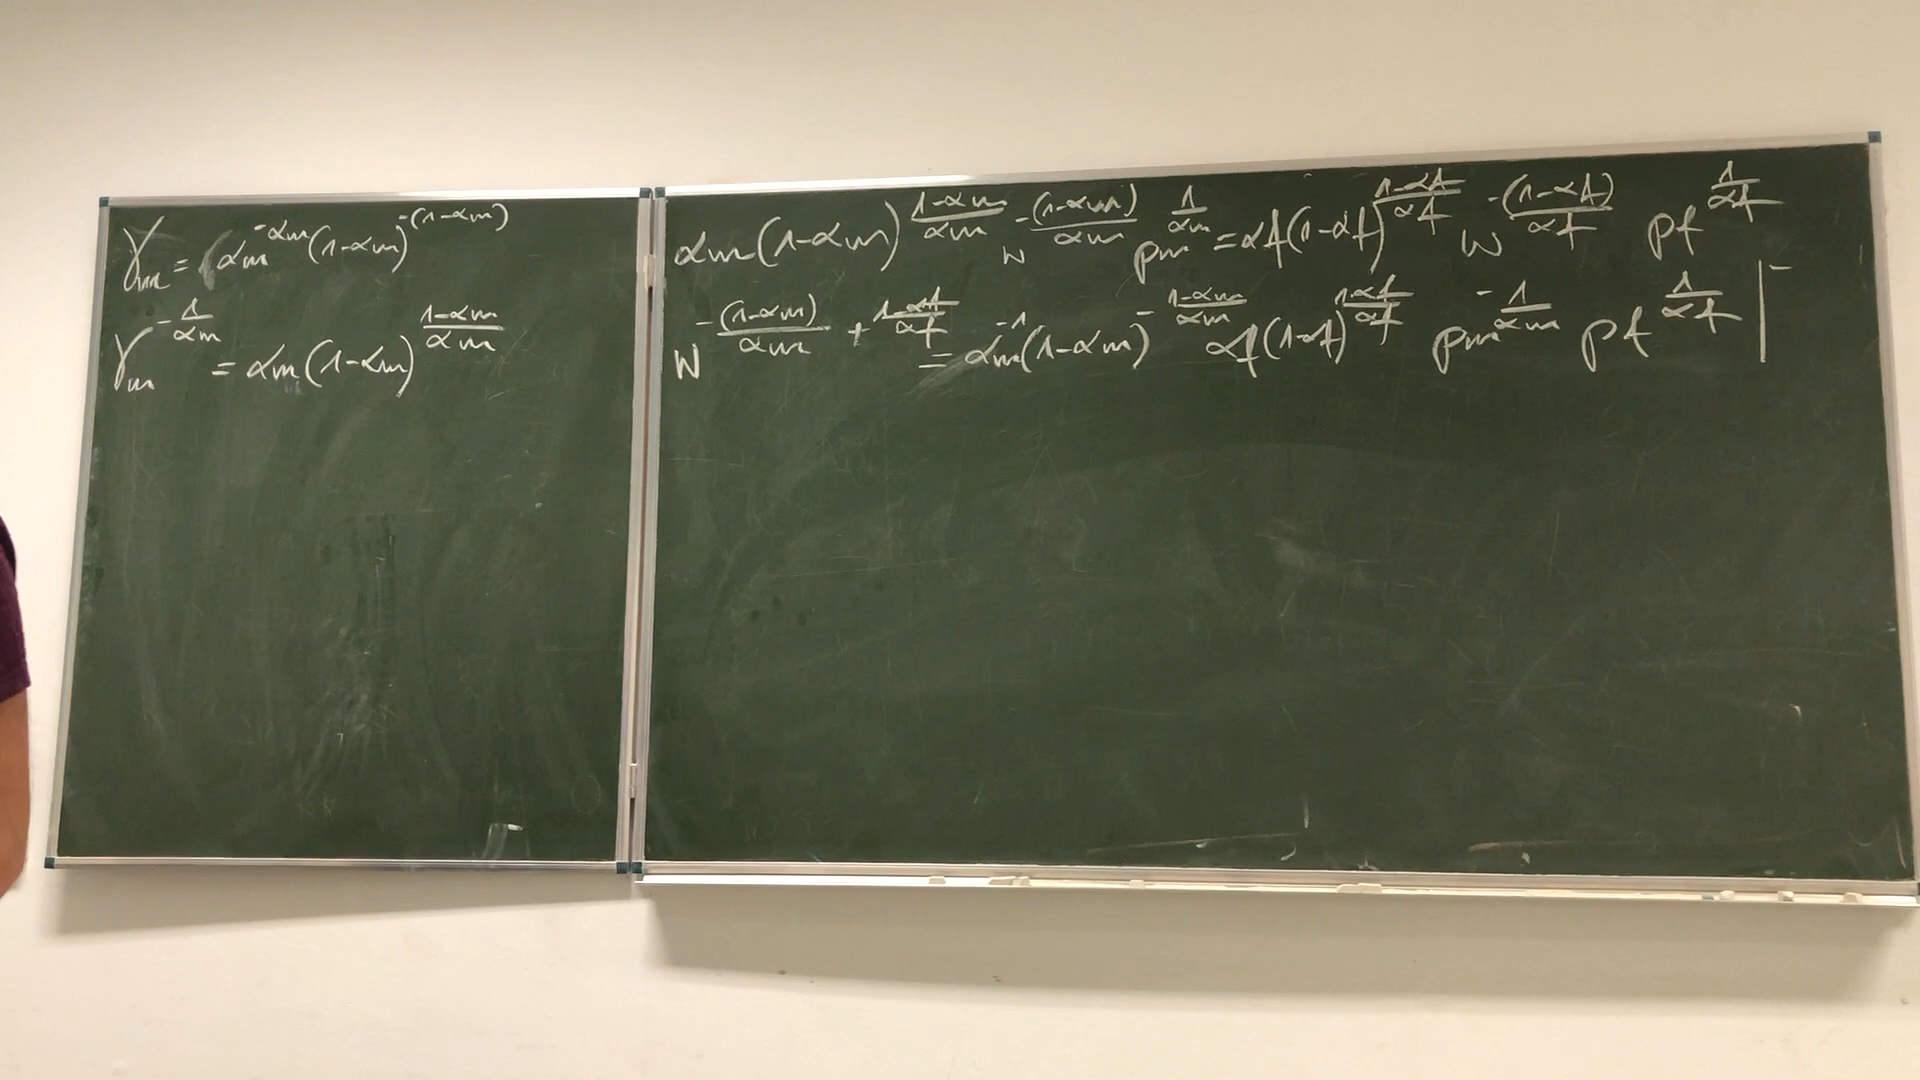 γm = αm^-αm (1-αm)^-(1-αm)
γm^-1/αm = αm(1-αm)^(1-αm)/αm
αm(1-αm)^(1-αm)/αm w^-(1-αm)/αm pm^1/αm = αf(1-αf)^(1-αf)/αf w^-(1-αf)/αf pf^1/αf
w^-(1-αm)/αm + (1-αf)/αf = αm^-1 (1-αm)^-(1-αm)/αm αf(1-αf)^(1-αf)/αf pm^-1/αm pf^1/αf |^-